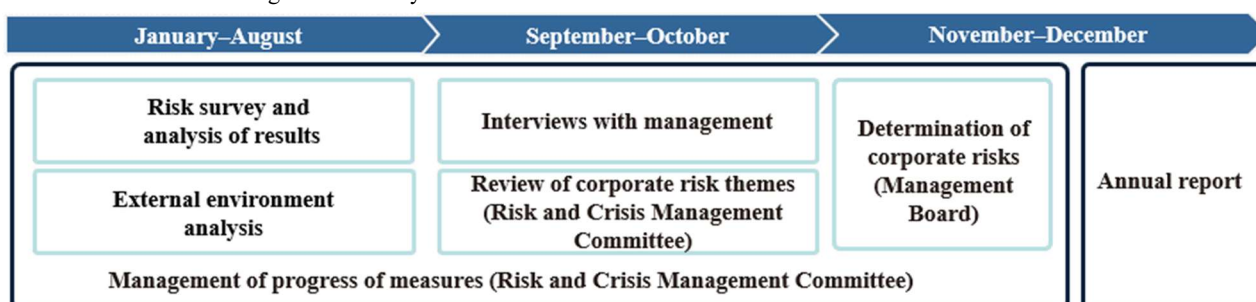 January–August
September–October
November–December
Risk survey and
analysis of results
External environment
analysis
Interviews with management
Review of corporate risk themes
(Risk and Crisis Management
Committee)
Determination of
corporate risks
(Management
Board)
Annual report
Management of progress of measures (Risk and Crisis Management Committee)